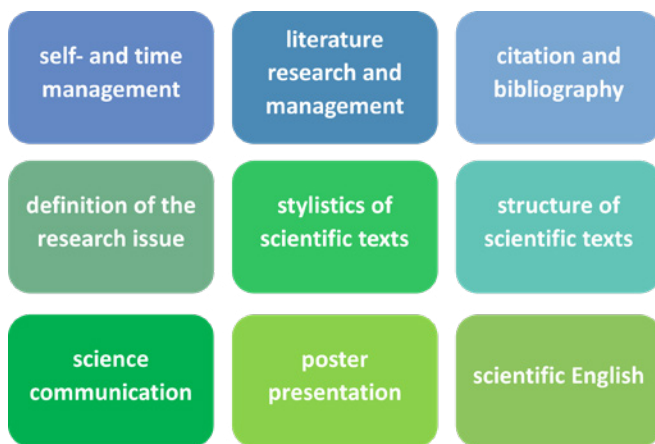 self- and time
management
literature
research and
management
citation and
bibliography
definition of the
research issue
stylistics of
scientific texts
structure of
scientific texts
science
communication
poster
presentation
scientific English